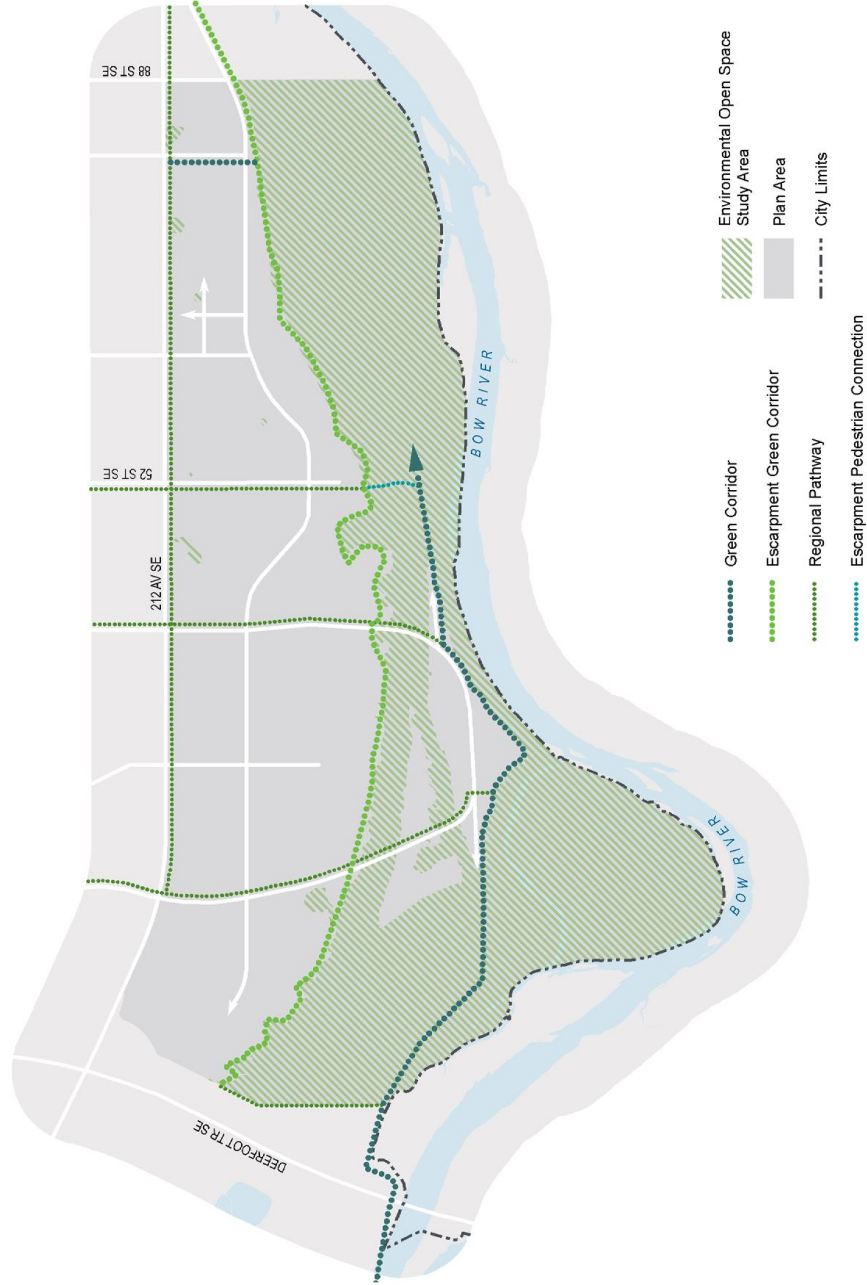 88 ST SE
52 ST SE
212 AV SE
DEERFOOT TR SE
BOW RIVER
BOW RIVER
Green Corridor
Escarpment Green Corridor
Regional Pathway
Escarpment Pedestrian Connection
Environmental Open Space
Study Area
Plan Area
City Limits